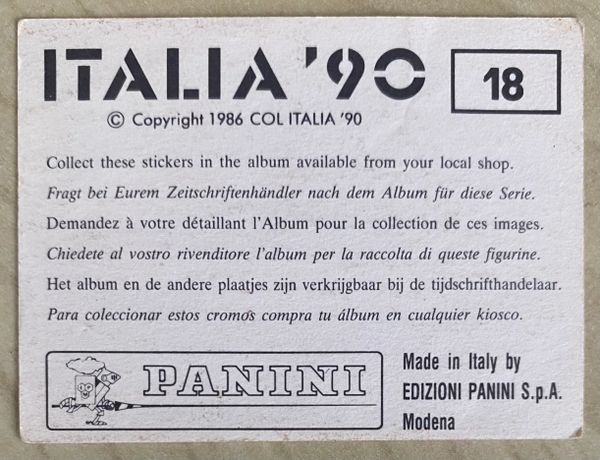 ITALIA '90
18
© Copyright 1986 COL ITALIA '90
Collect these stickers in the album available from your local shop.
Fragt bei Eurem Zeitschriftenhändler nach dem Album für diese Serie.
Demandez à votre détaillant l'Album pour la collection de ces images.
Chiedete al vostro rivenditore l'album per la raccolta di queste figurine.
Het album en de andere plaatjes zijn verkrijgbaar bij de tijdschrifthandelaar.
Para coleccionar estos cromos compra tu álbum en cualquier kiosco.
PANINI
Made in Italy by
EDIZIONI PANINI S.p.A.
Modena